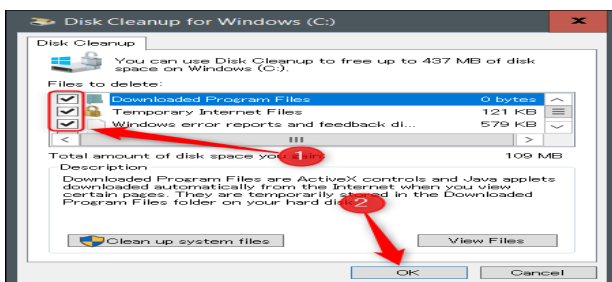 Disk Cleanup for Windows (C:)
Disk Cleanup
You can use Disk Cleanup to free up to 437 MB of disk
space on Windows (C:).
Files to delete:
Downloaded Program Files 0 bytes
Temporary Internet Files 121 KB
Windows error reports and feedback di... 579 KB
1
Total amount of disk space you gain: 109 MB
Description
Downloaded Program Files are ActiveX controls and Java applets
downloaded automatically from the Internet when you view
certain pages. They are temporarily stored in the Downloaded
Program Files folder on your hard disk.
2
Clean up system files View Files
OK Cancel